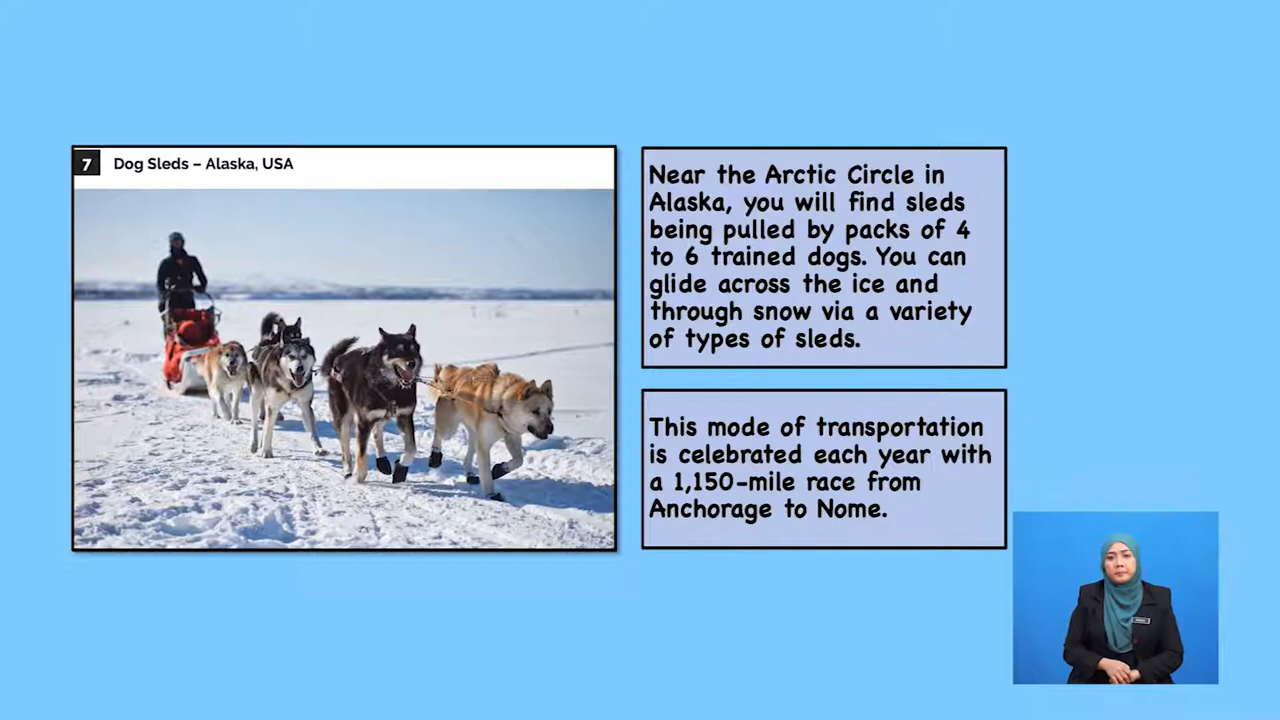 7 Dog Sleds – Alaska, USA
Near the Arctic Circle in
Alaska, you will find sleds
being pulled by packs of 4
to 6 trained dogs. You can
glide across the ice and
through snow via a variety
of types of sleds.
This mode of transportation
is celebrated each year with
a 1,150-mile race from
Anchorage to Nome.